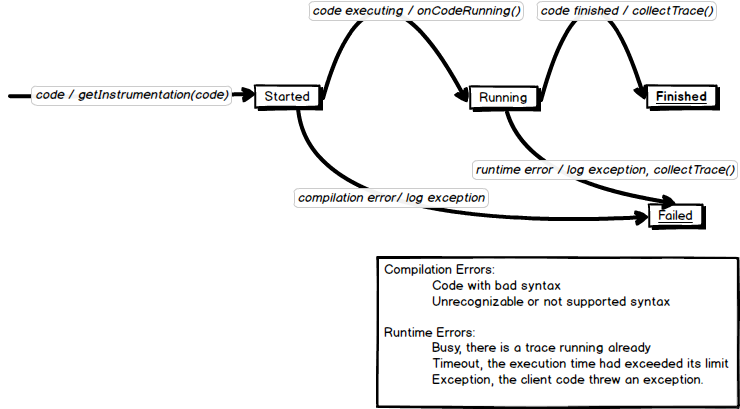 code executing / onCodeRunning()
code finished / collectTrace()
code / getInstrumentation(code)
Started
Running
Finished
runtime error / log exception, collectTrace()
compilation error/ log exception
Failed
Compilation Errors:
Code with bad syntax
Unrecognizable or not supported syntax
Runtime Errors:
Busy, there is a trace running already
Timeout, the execution time had exceeded its limit
Exception, the client code threw an exception.